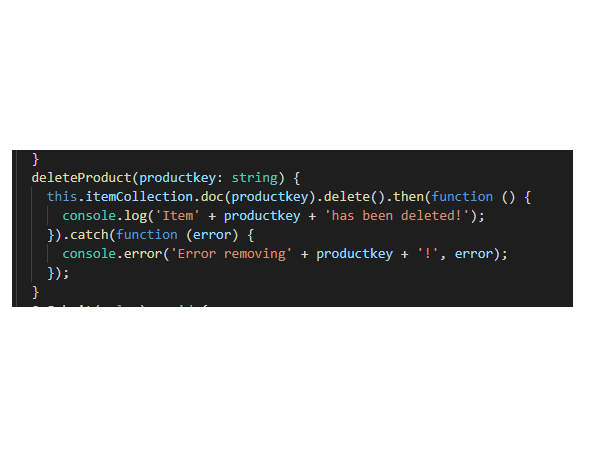 }
deleteProduct(productkey: string) {
this.itemCollection.doc(productkey).delete().then(function () {
console.log('Item' + productkey + 'has been deleted!');
}).catch(function (error) {
console.error('Error removing' + productkey + '!', error);
});
}